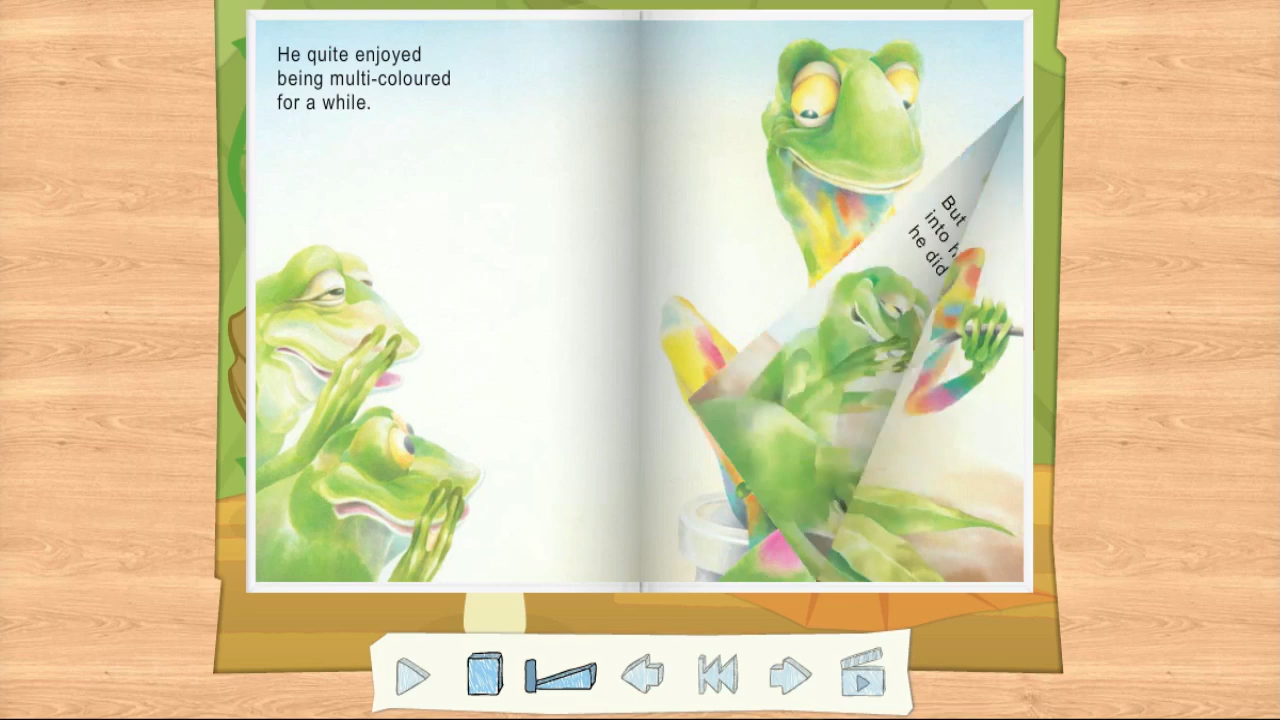 He quite enjoyed
being multi-coloured
for a while.
But
into
he did